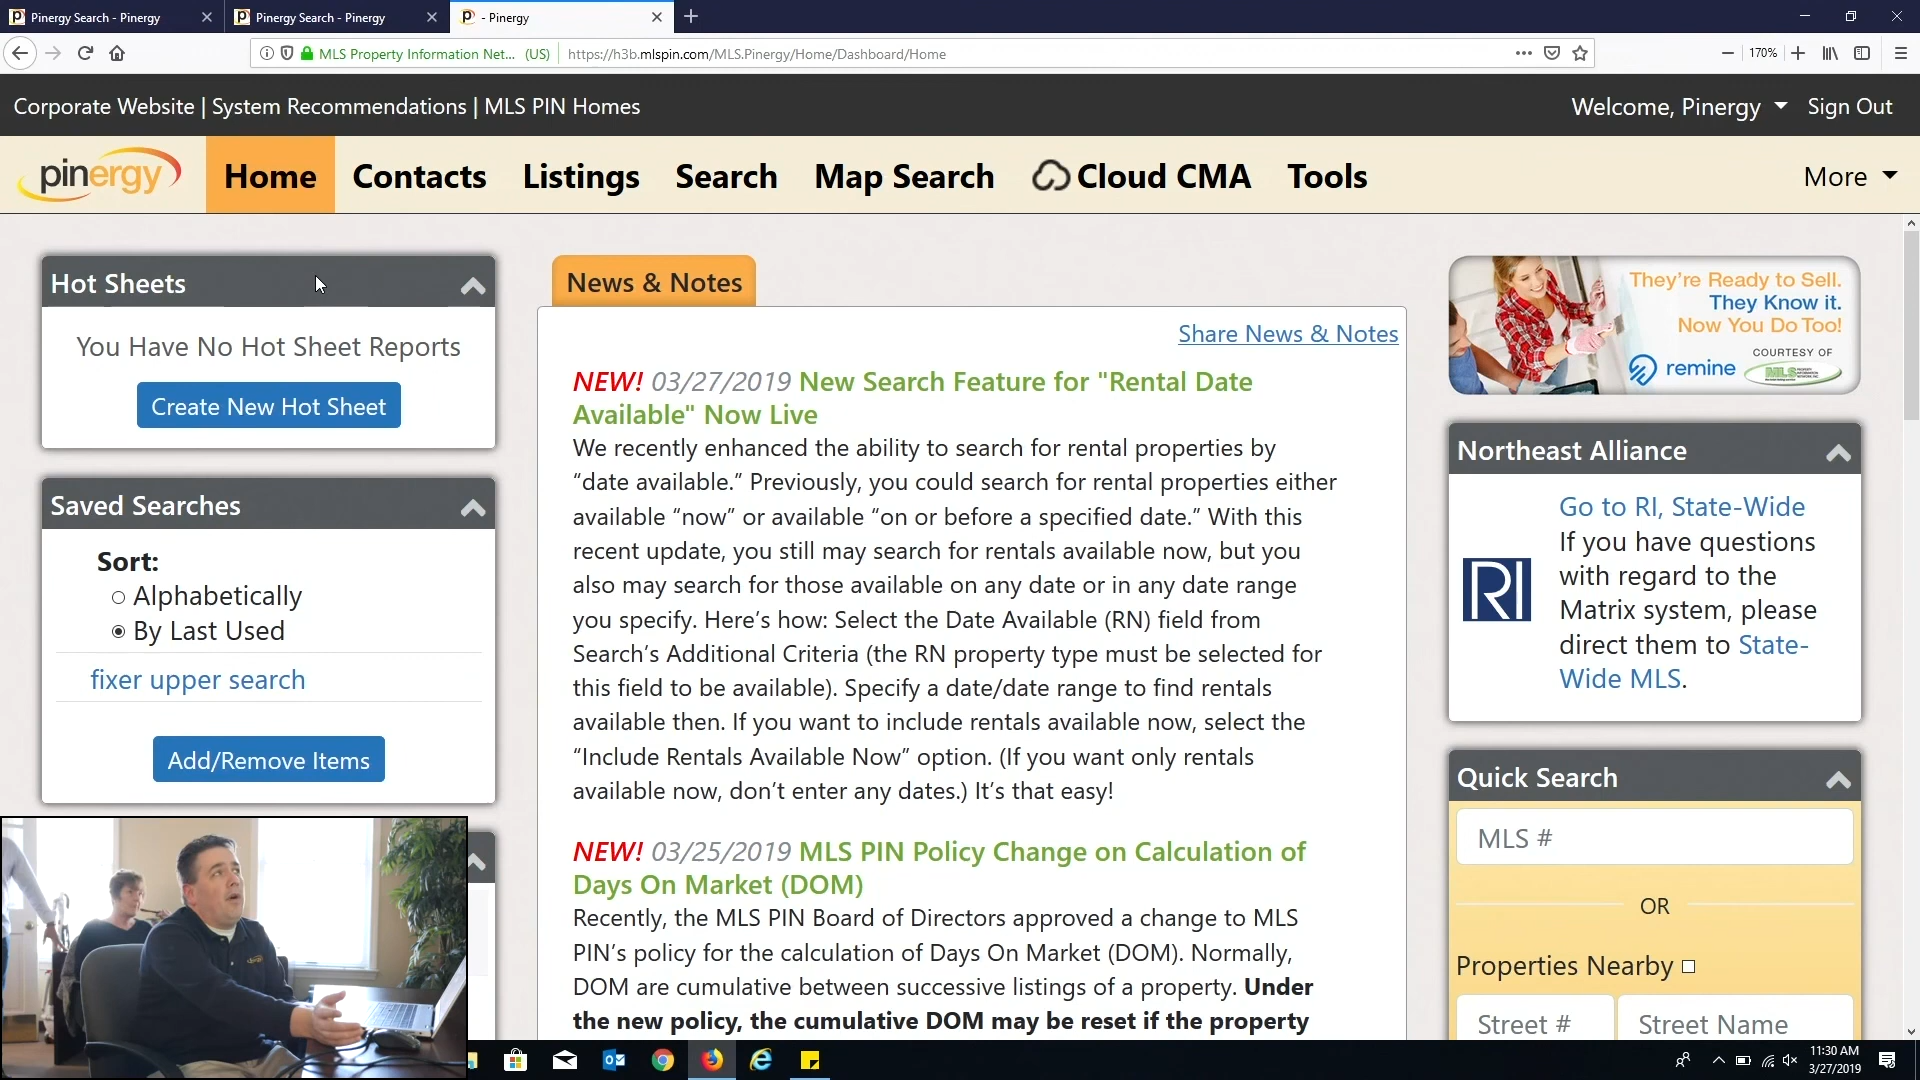 Pinergy Search - Pinergy
Pinergy Search - Pinergy
- Pinergy
MLS Property Information Net... (US)
https://h3b.mlspin.com/MLS.Pinergy/Home/Dashboard/Home
170%
Corporate Website | System Recommendations | MLS PIN Homes
Welcome, Pinergy
Sign Out
pinergy
Home
Contacts
Listings
Search
Map Search
Cloud CMA
Tools
More
Hot Sheets
You Have No Hot Sheet Reports
Create New Hot Sheet
Saved Searches
Sort:
Alphabetically
By Last Used
fixer upper search
Add/Remove Items
News & Notes
Share News & Notes
NEW! 03/27/2019 New Search Feature for "Rental Date
Available" Now Live
We recently enhanced the ability to search for rental properties by
“date available.” Previously, you could search for rental properties either
available “now” or available “on or before a specified date.” With this
recent update, you still may search for rentals available now, but you
also may search for those available on any date or in any date range
you specify. Here’s how: Select the Date Available (RN) field from
Search’s Additional Criteria (the RN property type must be selected for
this field to be available). Specify a date/date range to find rentals
available then. If you want to include rentals available now, select the
“Include Rentals Available Now” option. (If you want only rentals
available now, don’t enter any dates.) It’s that easy!
NEW! 03/25/2019 MLS PIN Policy Change on Calculation of
Days On Market (DOM)
Recently, the MLS PIN Board of Directors approved a change to MLS
PIN’s policy for the calculation of Days On Market (DOM). Normally,
DOM are cumulative between successive listings of a property. Under
the new policy, the cumulative DOM may be reset if the property
They’re Ready to Sell.
They Know it.
Now You Do Too!
remine
COURTESY OF
MLS
Northeast Alliance
RI
Go to RI, State-Wide
If you have questions
with regard to the
Matrix system, please
direct them to State-
Wide MLS.
Quick Search
MLS #
OR
Properties Nearby
Street #
Street Name
11:30 AM
3/27/2019